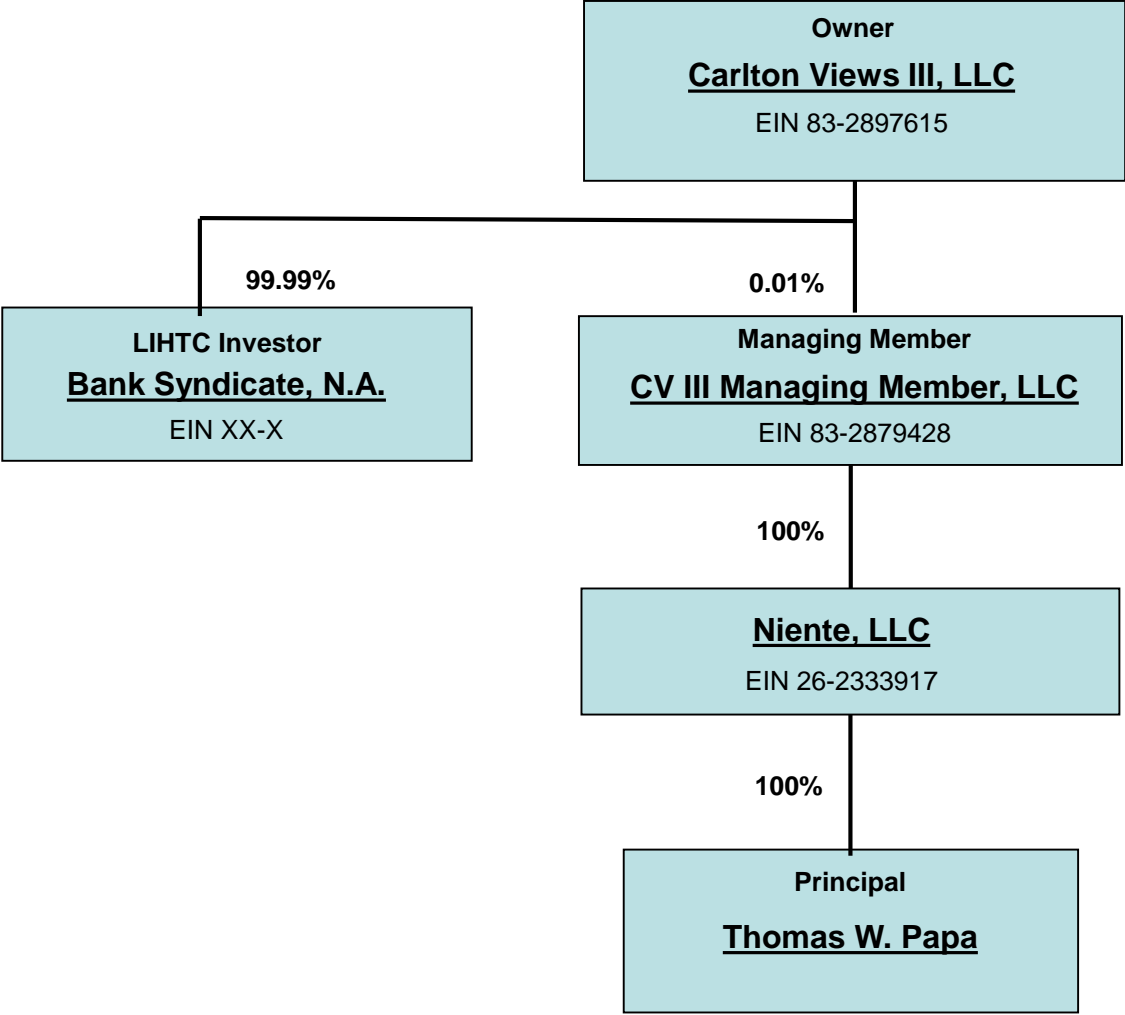 Owner
Carlton Views III, LLC
EIN 83-2897615
99.99%
0.01%
LIHTC Investor
Bank Syndicate, N.A.
EIN XX-X
Managing Member
CV III Managing Member, LLC
EIN 83-2879428
100%
Niente, LLC
EIN 26-2333917
100%
Principal
Thomas W. Papa